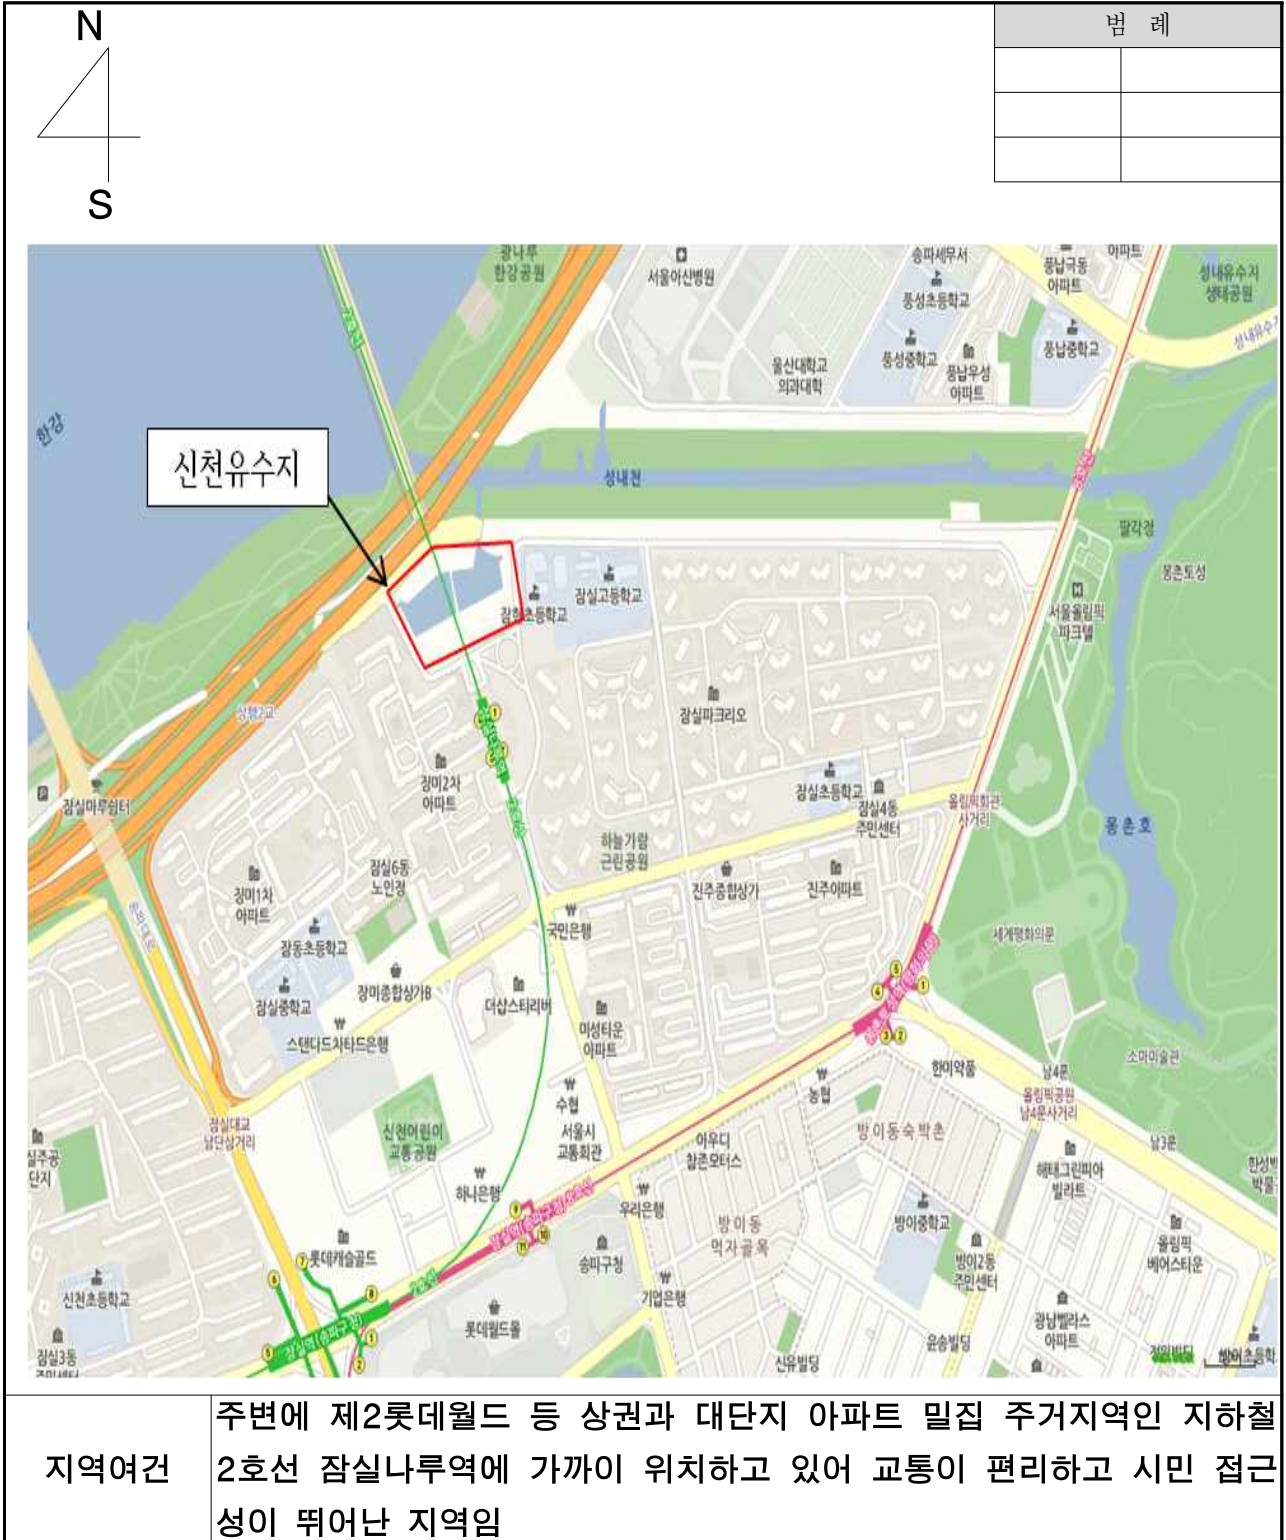 N
S
범 례
광나루
한강공원
서울아산병원
송파세무서
풍성초등학교
풍납극동
아파트
아파트
성내유수지
생태공원
2호선
울산대학교
의과대학
풍성중학교
풍납우성
아파트
풍납중학교
한강
신천유수지
성내천
팔각정
몽촌토성
잠실고등학교
서울올림픽
파크텔
잠실파크리오
상행2교
장미2차
아파트
잠실마루쉼터
잠실초등학교
잠실4동
주민센터
올림픽회관
사거리
몽촌호
하늘가람
근린공원
장미1차
아파트
잠실6동
노인정
진주종합상가
진주아파트
국민은행
잠동초등학교
세계평화의문
잠실중학교
장미종합상가B
더샵스타리버
미성타운
아파트
스탠다드차타드은행
한미약품
소마미술관
남4문
올림픽공원
남4문사거리
잠실대교
남단삼거리
농협
수협
서울시
교통회관
신천어린이
교통공원
아우디
참존모터스
방이동숙박촌
남3문
해태그린피아
빌라트
하나은행
우리은행
방이동
먹자골목
방이중학교
방이2동
주민센터
올림픽
베어스타운
롯데캐슬골드
송파구청
기업은행
신천초등학교
롯데월드몰
광남벨라스
아파트
윤송빌딩
신유빌딩
잠실역(송파구청)
잠실3동
지역여건
주변에 제2롯데월드 등 상권과 대단지 아파트 밀집 주거지역인 지하철
2호선 잠실나루역에 가까이 위치하고 있어 교통이 편리하고 시민 접근
성이 뛰어난 지역임